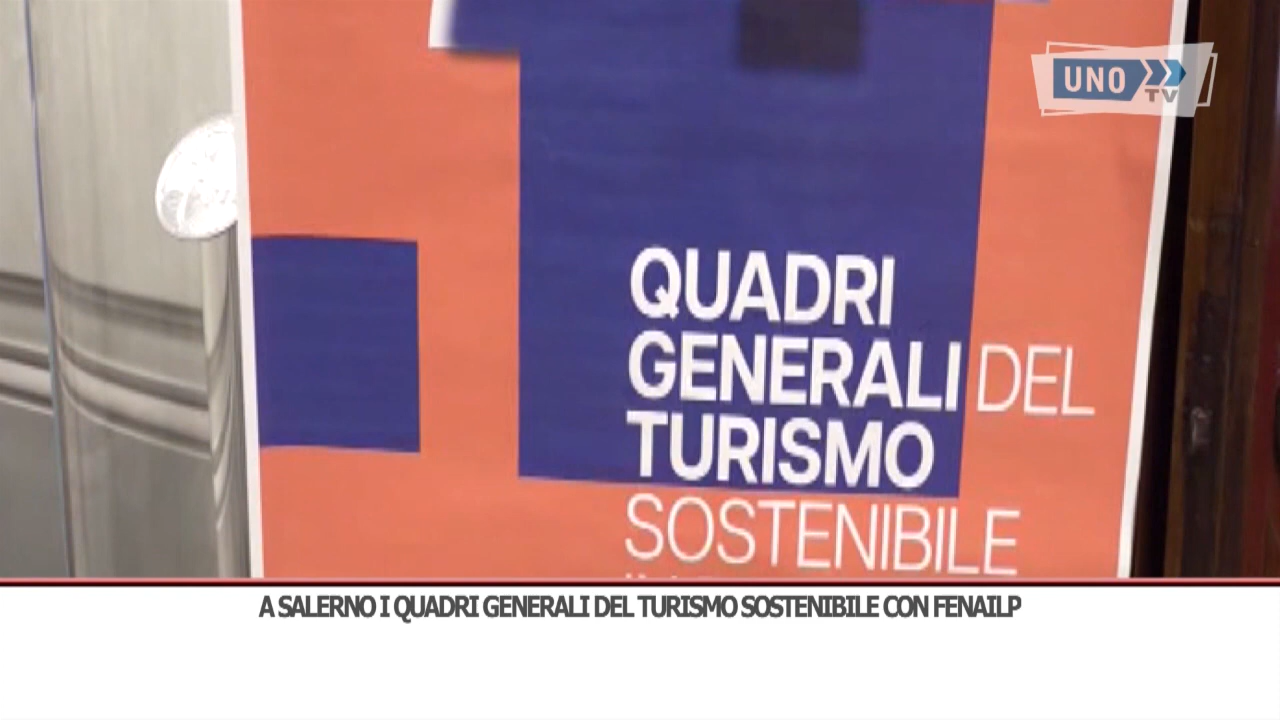 UNO
TV
QUADRI
GENERALI DEL
TURISMO
SOSTENIBILE
A SALERNO I QUADRI GENERALI DEL TURISMO SOSTENIBILE CON FENAILP